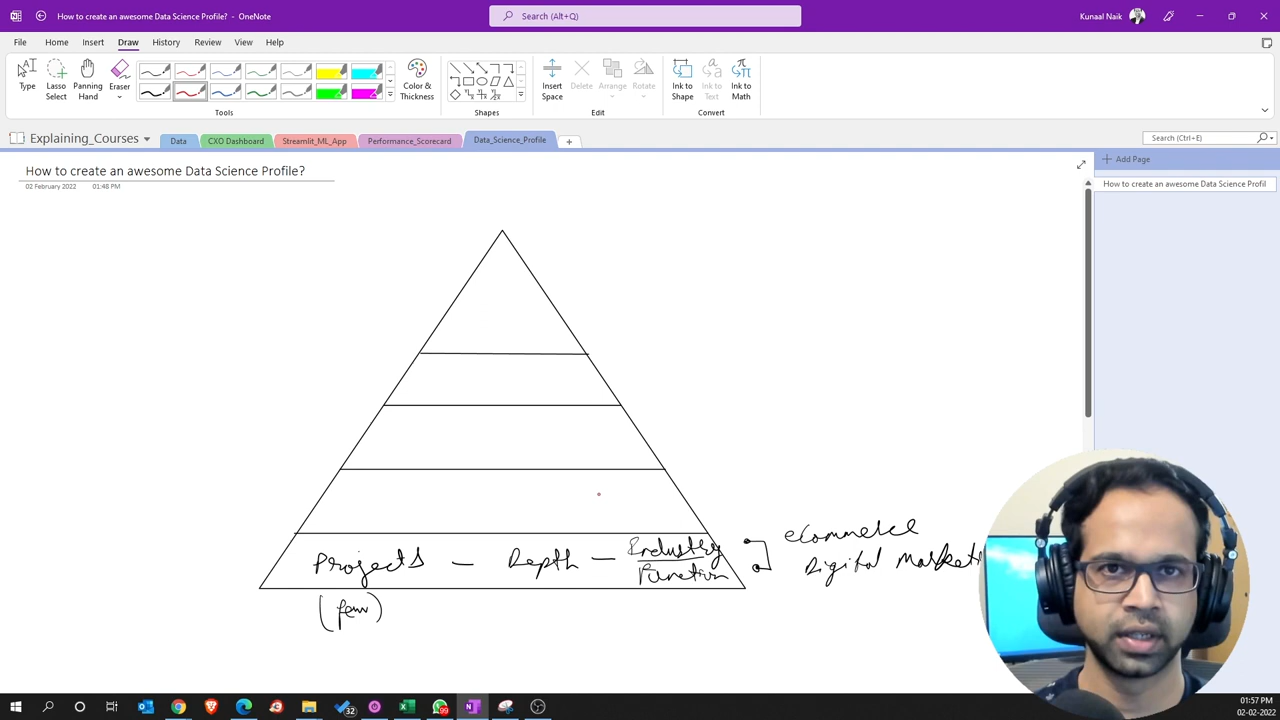 How to create an awesome Data Science Profile? - OneNote
Search (Alt+Q)
Kunaal Naik
File Home Insert Draw History Review View Help
Type
Lasso Select
Panning Hand
Eraser
Color & Thickness
Insert Space
Delete
Arrange
Rotate
Ink to Shape
Ink to Text
Ink to Math
Tools
Shapes
Edit
Convert
Explaining_Courses
Data
CXO Dashboard
Streamlit_ML_App
Performance_Scorecard
Data_Science_Profile
Search (Ctrl+E)
How to create an awesome Data Science Profile?
02 February 2022 01:48 PM
Add Page
How to create an awesome Data Science Profil
Projects — Depth — Industry
Function
eCommerce
Digital Marketi
(few)
32
99
01:57 PM
02-02-2022